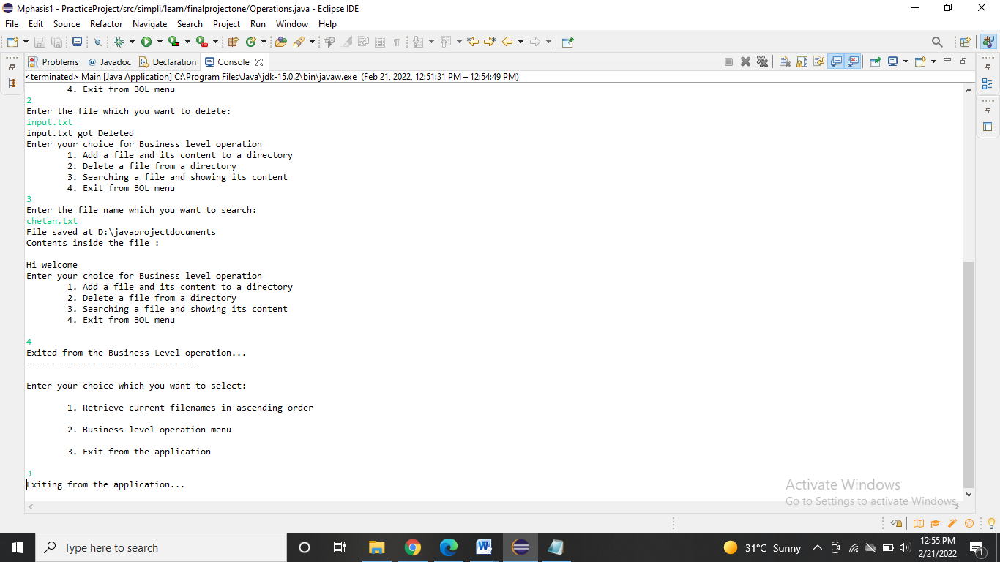 Mphasis1 - PracticeProject/src/simpli/learn/finalprojectone/Operations.java - Eclipse IDE
File Edit Source Refactor Navigate Search Project Run Window Help
Problems @ Javadoc Declaration Console
<terminated> Main [Java Application] C:\Program Files\Java\jdk-15.0.2\bin\javaw.exe (Feb 21, 2022, 12:51:31 PM – 12:54:49 PM)
4. Exit from BOL menu
2
Enter the file which you want to delete:
input.txt
input.txt got Deleted
Enter your choice for Business level operation
1. Add a file and its content to a directory
2. Delete a file from a directory
3. Searching a file and showing its content
4. Exit from BOL menu
3
Enter the file name which you want to search:
chetan.txt
File saved at D:\javaprojectdocuments
Contents inside the file :
Hi welcome
Enter your choice for Business level operation
1. Add a file and its content to a directory
2. Delete a file from a directory
3. Searching a file and showing its content
4. Exit from BOL menu
4
Exited from the Business Level operation...
---------------------------------
Enter your choice which you want to select:
1. Retrieve current filenames in ascending order
2. Business-level operation menu
3. Exit from the application
3
Exiting from the application...
Activate Windows
Go to Settings to activate Windows.
Type here to search
31°C Sunny
12:55 PM
2/21/2022
1